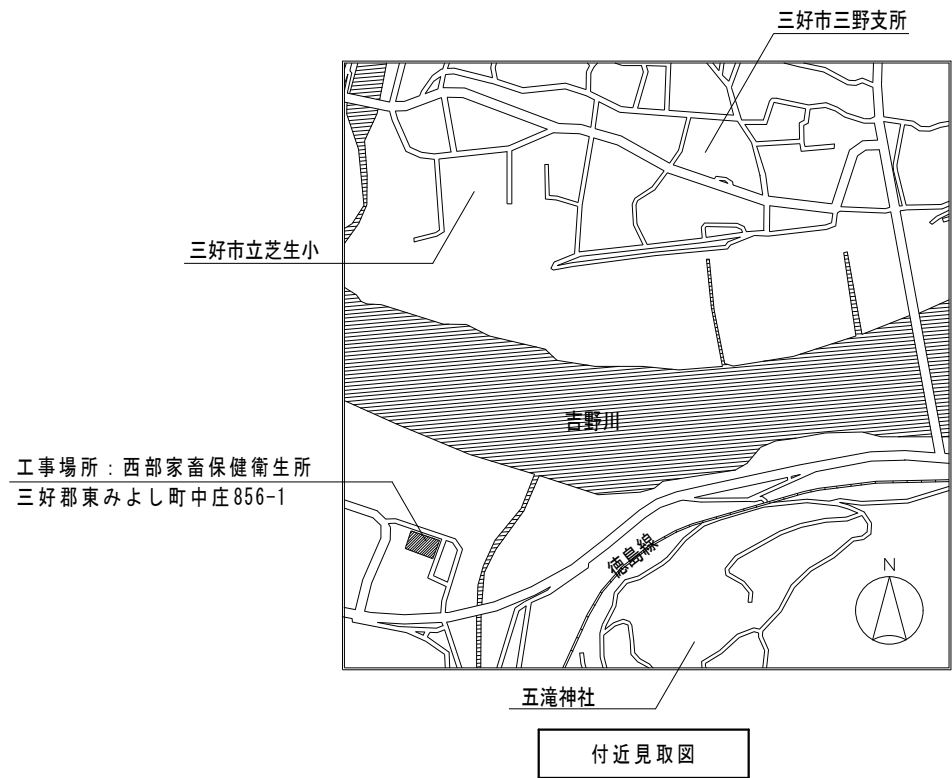 三好市三野支所
三好市立芝生小
吉野川
工事場所：西部家畜保健衛生所
三好郡東みよし町中庄856-1
徳島線
N
五滝神社
付近見取図